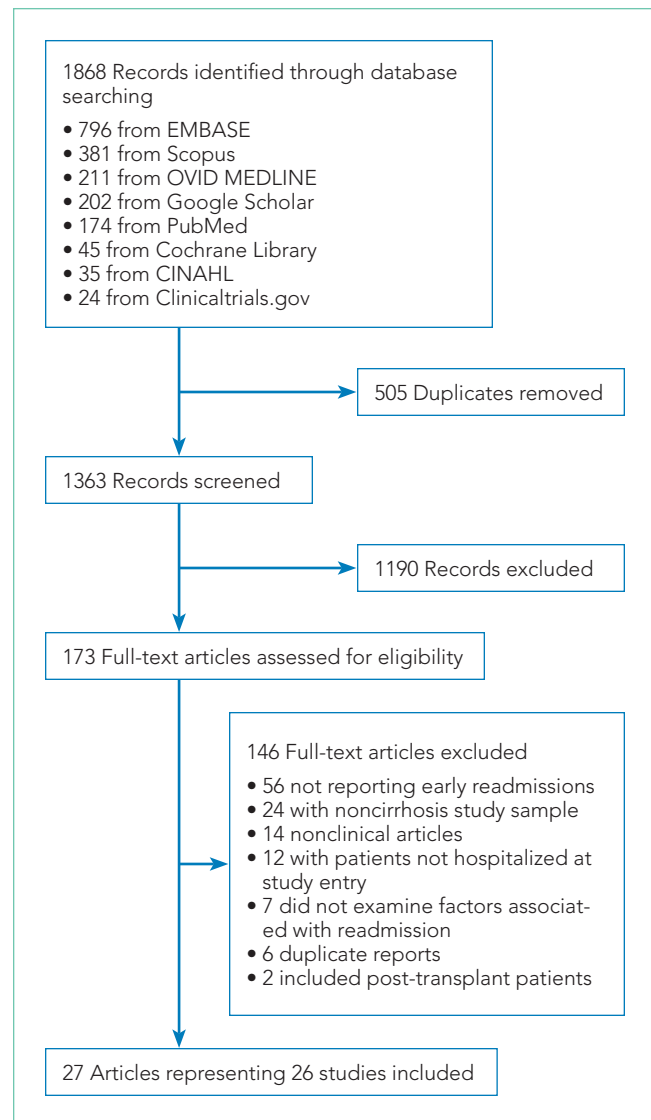 1868 Records identified through database
searching
• 796 from EMBASE
• 381 from Scopus
• 211 from OVID MEDLINE
• 202 from Google Scholar
• 174 from PubMed
• 45 from Cochrane Library
• 35 from CINAHL
• 24 from Clinicaltrials.gov
505 Duplicates removed
1363 Records screened
1190 Records excluded
173 Full-text articles assessed for eligibility
146 Full-text articles excluded
• 56 not reporting early readmissions
• 24 with noncirrhosis study sample
• 14 nonclinical articles
• 12 with patients not hospitalized at
study entry
• 7 did not examine factors associat-
ed with readmission
• 6 duplicate reports
• 2 included post-transplant patients
27 Articles representing 26 studies included